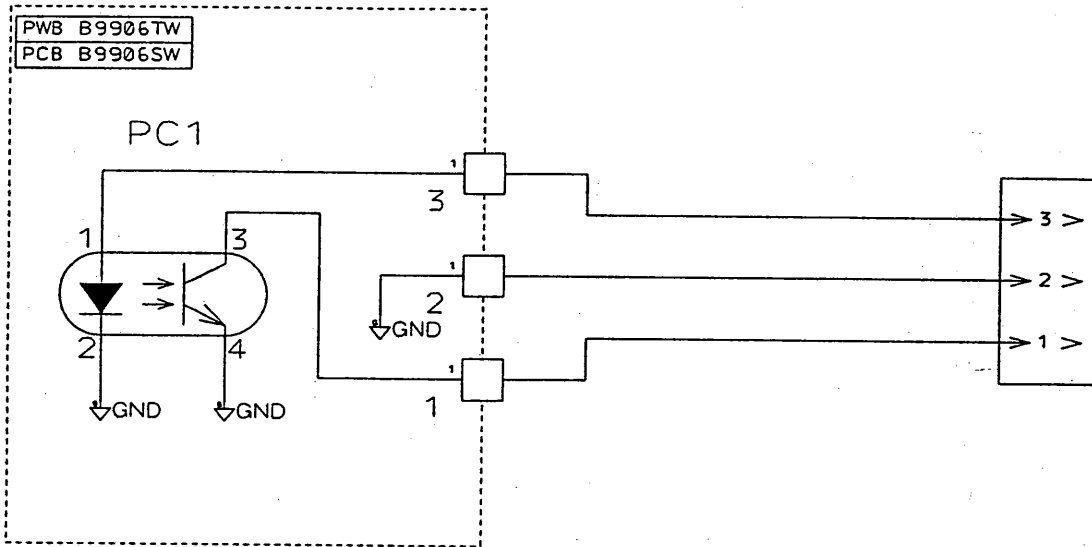 PWB B9906TW
PCB B9906SW
PC1
1
3
1
3
3 >
1
2
GND
2 >
2
4
1
1
1 >
GND
GND